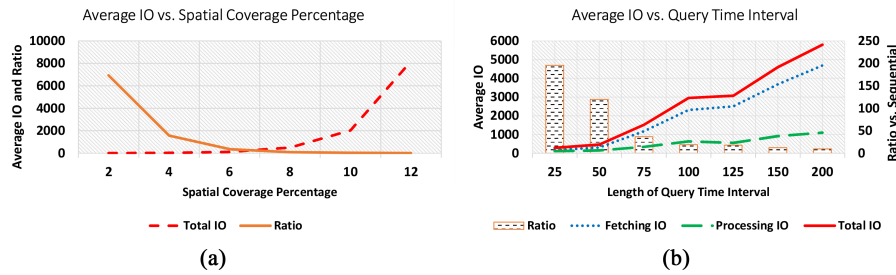 Average IO vs. Spatial Coverage Percentage
Average IO and Ratio
10000
8000
6000
4000
2000
0
2 4 6 8 10 12
Spatial Coverage Percentage
Total IO Ratio
(a)
Average IO vs. Query Time Interval
Average IO
6000
5000
4000
3000
2000
1000
0
250
200
150
100
50
0
Ratio vs. Sequential
25 50 75 100 125 150 200
Length of Query Time Interval
Ratio Fetching IO Processing IO Total IO
(b)